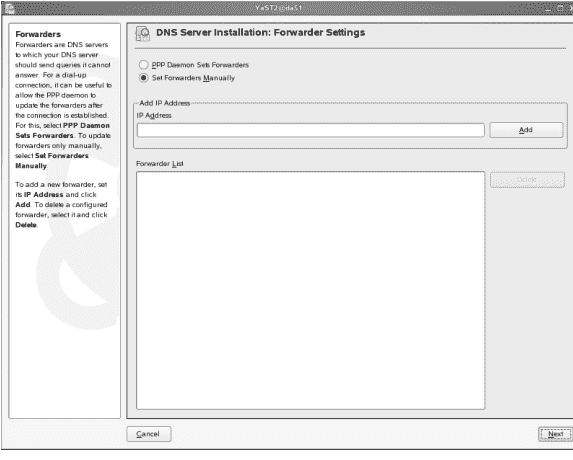 YaST2@da51
Forwarders
Forwarders are DNS servers
to which your DNS server
should send queries it cannot
answer. For a dial-up
connection, it can be useful to
allow the PPP daemon to
update the forwarders after
the connection is established.
For this, select PPP Daemon
Sets Forwarders. To update
forwarders only manually,
select Set Forwarders
Manually.
To add a new forwarder, set
its IP Address and click
Add. To delete a configured
forwarder, select it and click
Delete.
DNS Server Installation: Forwarder Settings
PPP Daemon Sets Forwarders
Set Forwarders Manually
Add IP Address
IP Address
Add
Forwarder List
Delete
Cancel
Next